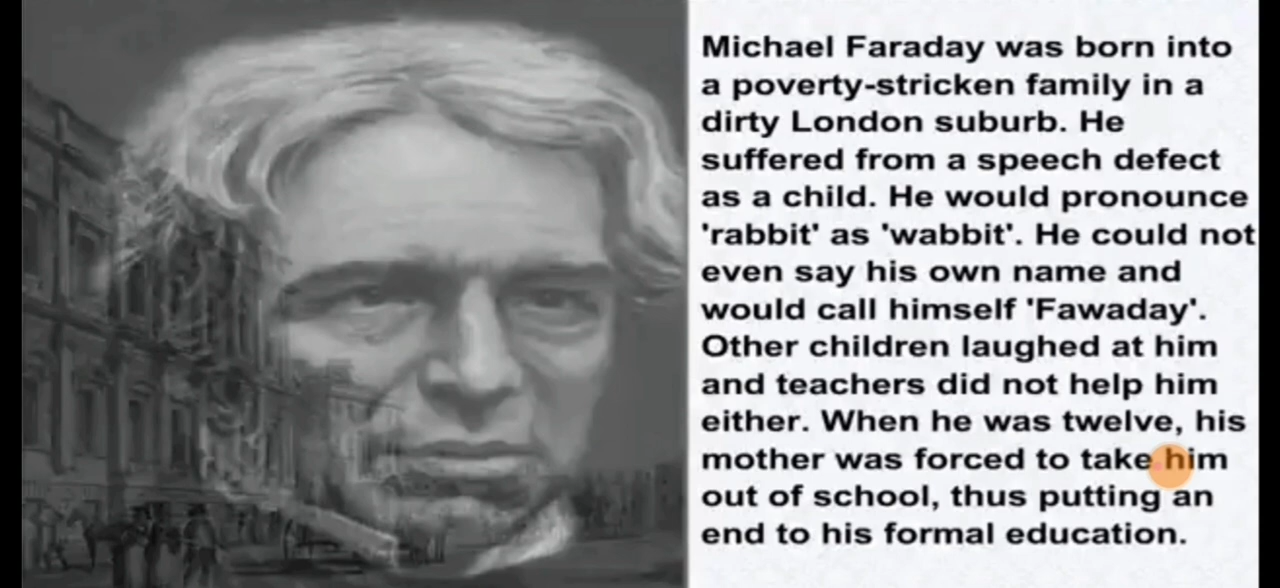 Michael Faraday was born into
a poverty-stricken family in a
dirty London suburb. He
suffered from a speech defect
as a child. He would pronounce
'rabbit' as 'wabbit'. He could not
even say his own name and
would call himself 'Fawaday'.
Other children laughed at him
and teachers did not help him
either. When he was twelve, his
mother was forced to take him
out of school, thus putting an
end to his formal education.